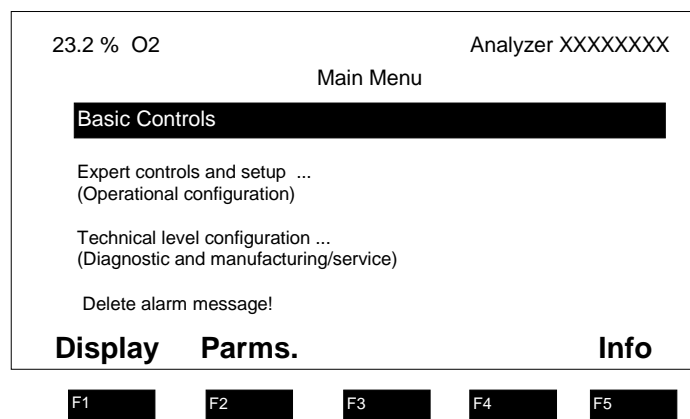 23.2 % O2 Analyzer XXXXXXXX
Main Menu
Basic Controls
Expert controls and setup ...
(Operational configuration)
Technical level configuration ...
(Diagnostic and manufacturing/service)
Delete alarm message!
Display Parms. Info
F1 F2 F3 F4 F5